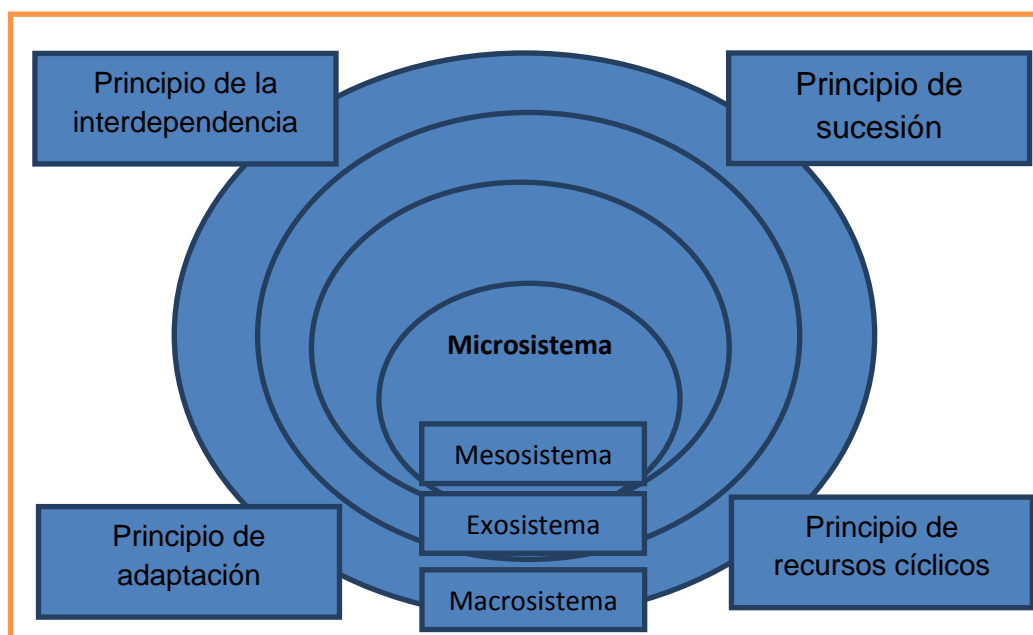 Principio de la
interdependencia
Principio de
sucesión
Microsistema
Mesosistema
Exosistema
Macrosistema
Principio de
adaptación
Principio de
recursos cíclicos